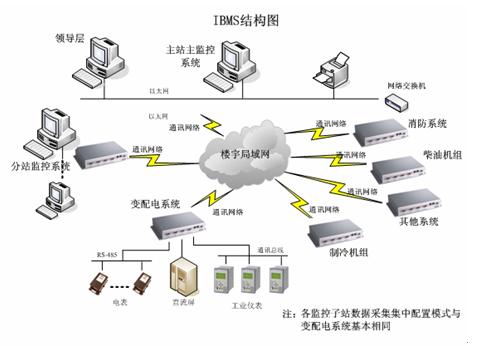 IBMS结构图
领导层
主站主监控
系统
以太网
网络交换机
以太网
通讯网络
通讯网络
消防系统
分站监控系统
通讯网络
楼宇局域网
通讯网络
柴油机组
变配电系统
通讯网络
通讯网络
其他系统
通讯网络
制冷机组
RS-485
通讯总线
电表
直流屏
工业仪表
注：各监控子站数据采集集中配置模式与
变配电系统基本相同